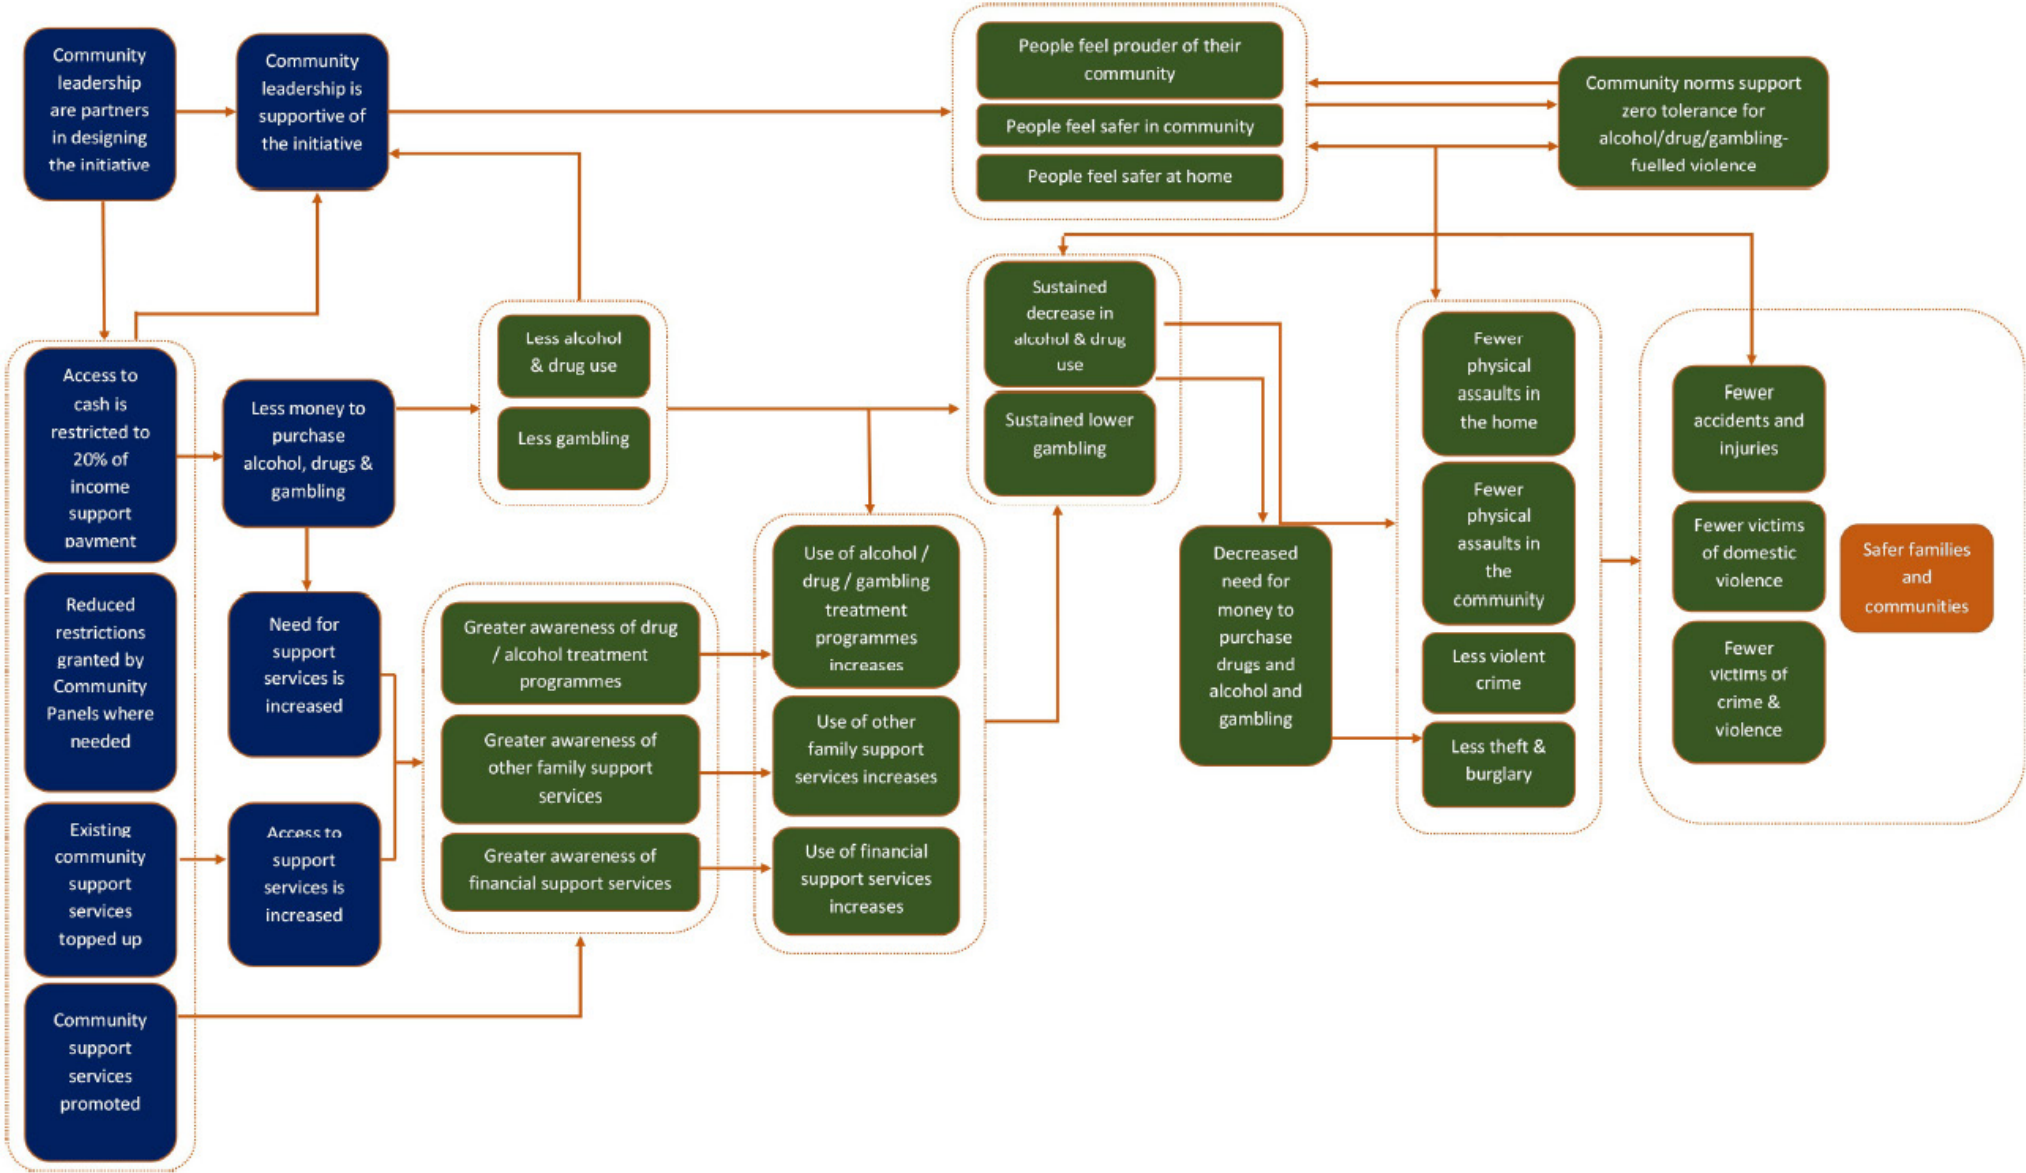 Community
leadership
are partners
in designing
the initiative
Community
leadership is
supportive of
the initiative
People feel prouder of their
community
People feel safer in community
People feel safer at home
Community norms support
zero tolerance for
alcohol/drug/gambling-
fuelled violence
Access to
cash is
restricted to
20% of
income
support
payment
Reduced
restrictions
granted by
Community
Panels where
needed
Existing
community
support
services
topped up
Community
support
services
promoted
Less money to
purchase
alcohol, drugs &
gambling
Need for
support
services is
increased
Access to
support
services is
increased
Less alcohol
& drug use
Less gambling
Greater awareness of drug
/ alcohol treatment
programmes
Greater awareness of
other family support
services
Greater awareness of
financial support services
Use of alcohol /
drug / gambling
treatment
programmes
increases
Use of other
family support
services increases
Use of financial
support services
increases
Sustained
decrease in
alcohol & drug
use
Sustained lower
gambling
Decreased
need for
money to
purchase
drugs and
alcohol and
gambling
Fewer
physical
assaults in
the home
Fewer
physical
assaults in
the
community
Less violent
crime
Less theft &
burglary
Fewer
accidents and
injuries
Fewer victims
of domestic
violence
Fewer
victims of
crime &
violence
Safer families
and
communities